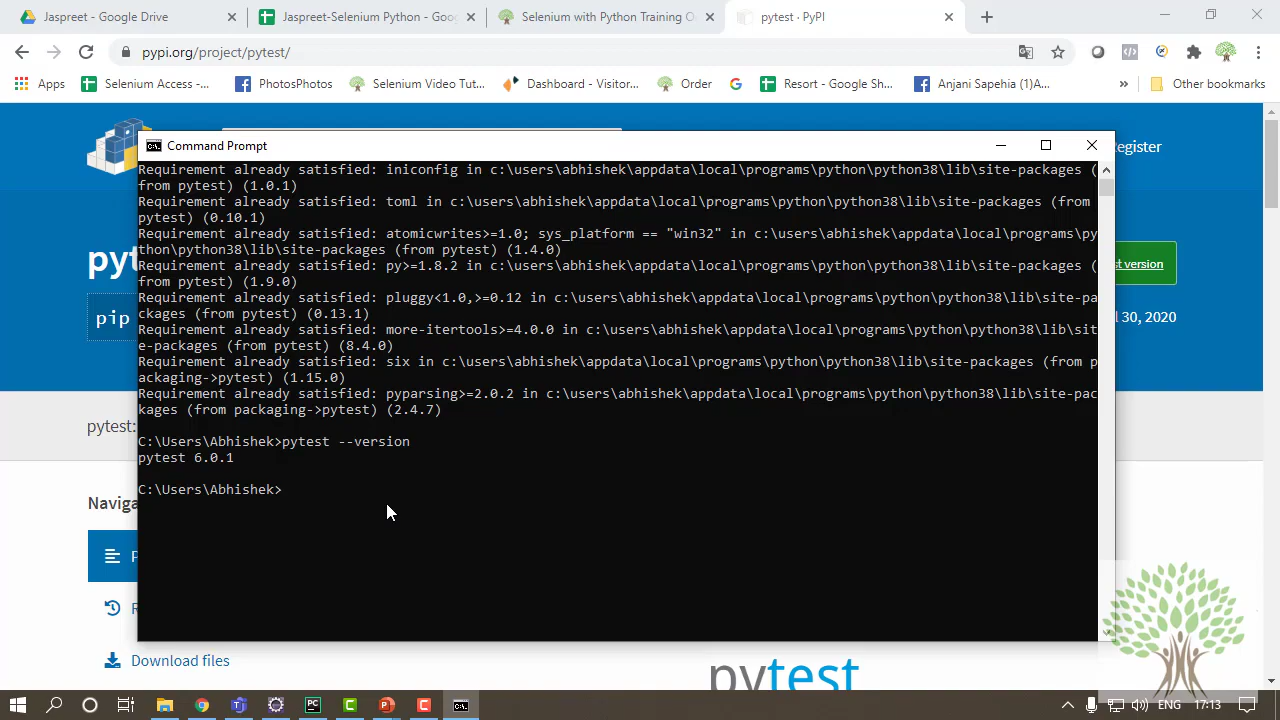 Jaspreet - Google Drive
Jaspreet-Selenium Python - Goo
Selenium with Python Training O
pytest · PyPI
pypi.org/project/pytest/
Apps
Selenium Access -...
PhotosPhotos
Selenium Video Tut...
Dashboard - Visitor...
Order
Resort - Google Sh...
Anjani Sapehia (1)A...
»
Other bookmarks
Register
Command Prompt
Requirement already satisfied: iniconfig in c:\users\abhishek\appdata\local\programs\python\python38\lib\site-packages (
from pytest) (1.0.1)
Requirement already satisfied: toml in c:\users\abhishek\appdata\local\programs\python\python38\lib\site-packages (from
pytest) (0.10.1)
Requirement already satisfied: atomicwrites>=1.0; sys_platform == "win32" in c:\users\abhishek\appdata\local\programs\py
thon\python38\lib\site-packages (from pytest) (1.4.0)
Requirement already satisfied: py>=1.8.2 in c:\users\abhishek\appdata\local\programs\python\python38\lib\site-packages (
from pytest) (1.9.0)
Requirement already satisfied: pluggy<1.0,>=0.12 in c:\users\abhishek\appdata\local\programs\python\python38\lib\site-pa
ckages (from pytest) (0.13.1)
Requirement already satisfied: more-itertools>=4.0.0 in c:\users\abhishek\appdata\local\programs\python\python38\lib\sit
e-packages (from pytest) (8.4.0)
Requirement already satisfied: six in c:\users\abhishek\appdata\local\programs\python\python38\lib\site-packages (from p
ackaging->pytest) (1.15.0)
Requirement already satisfied: pyparsing>=2.0.2 in c:\users\abhishek\appdata\local\programs\python\python38\lib\site-pac
kages (from packaging->pytest) (2.4.7)
C:\Users\Abhishek>pytest --version
pytest 6.0.1
C:\Users\Abhishek>
pyt
st version
pip
30, 2020
pytest:
Naviga
P
R
Download files
pytest
ENG
17:13